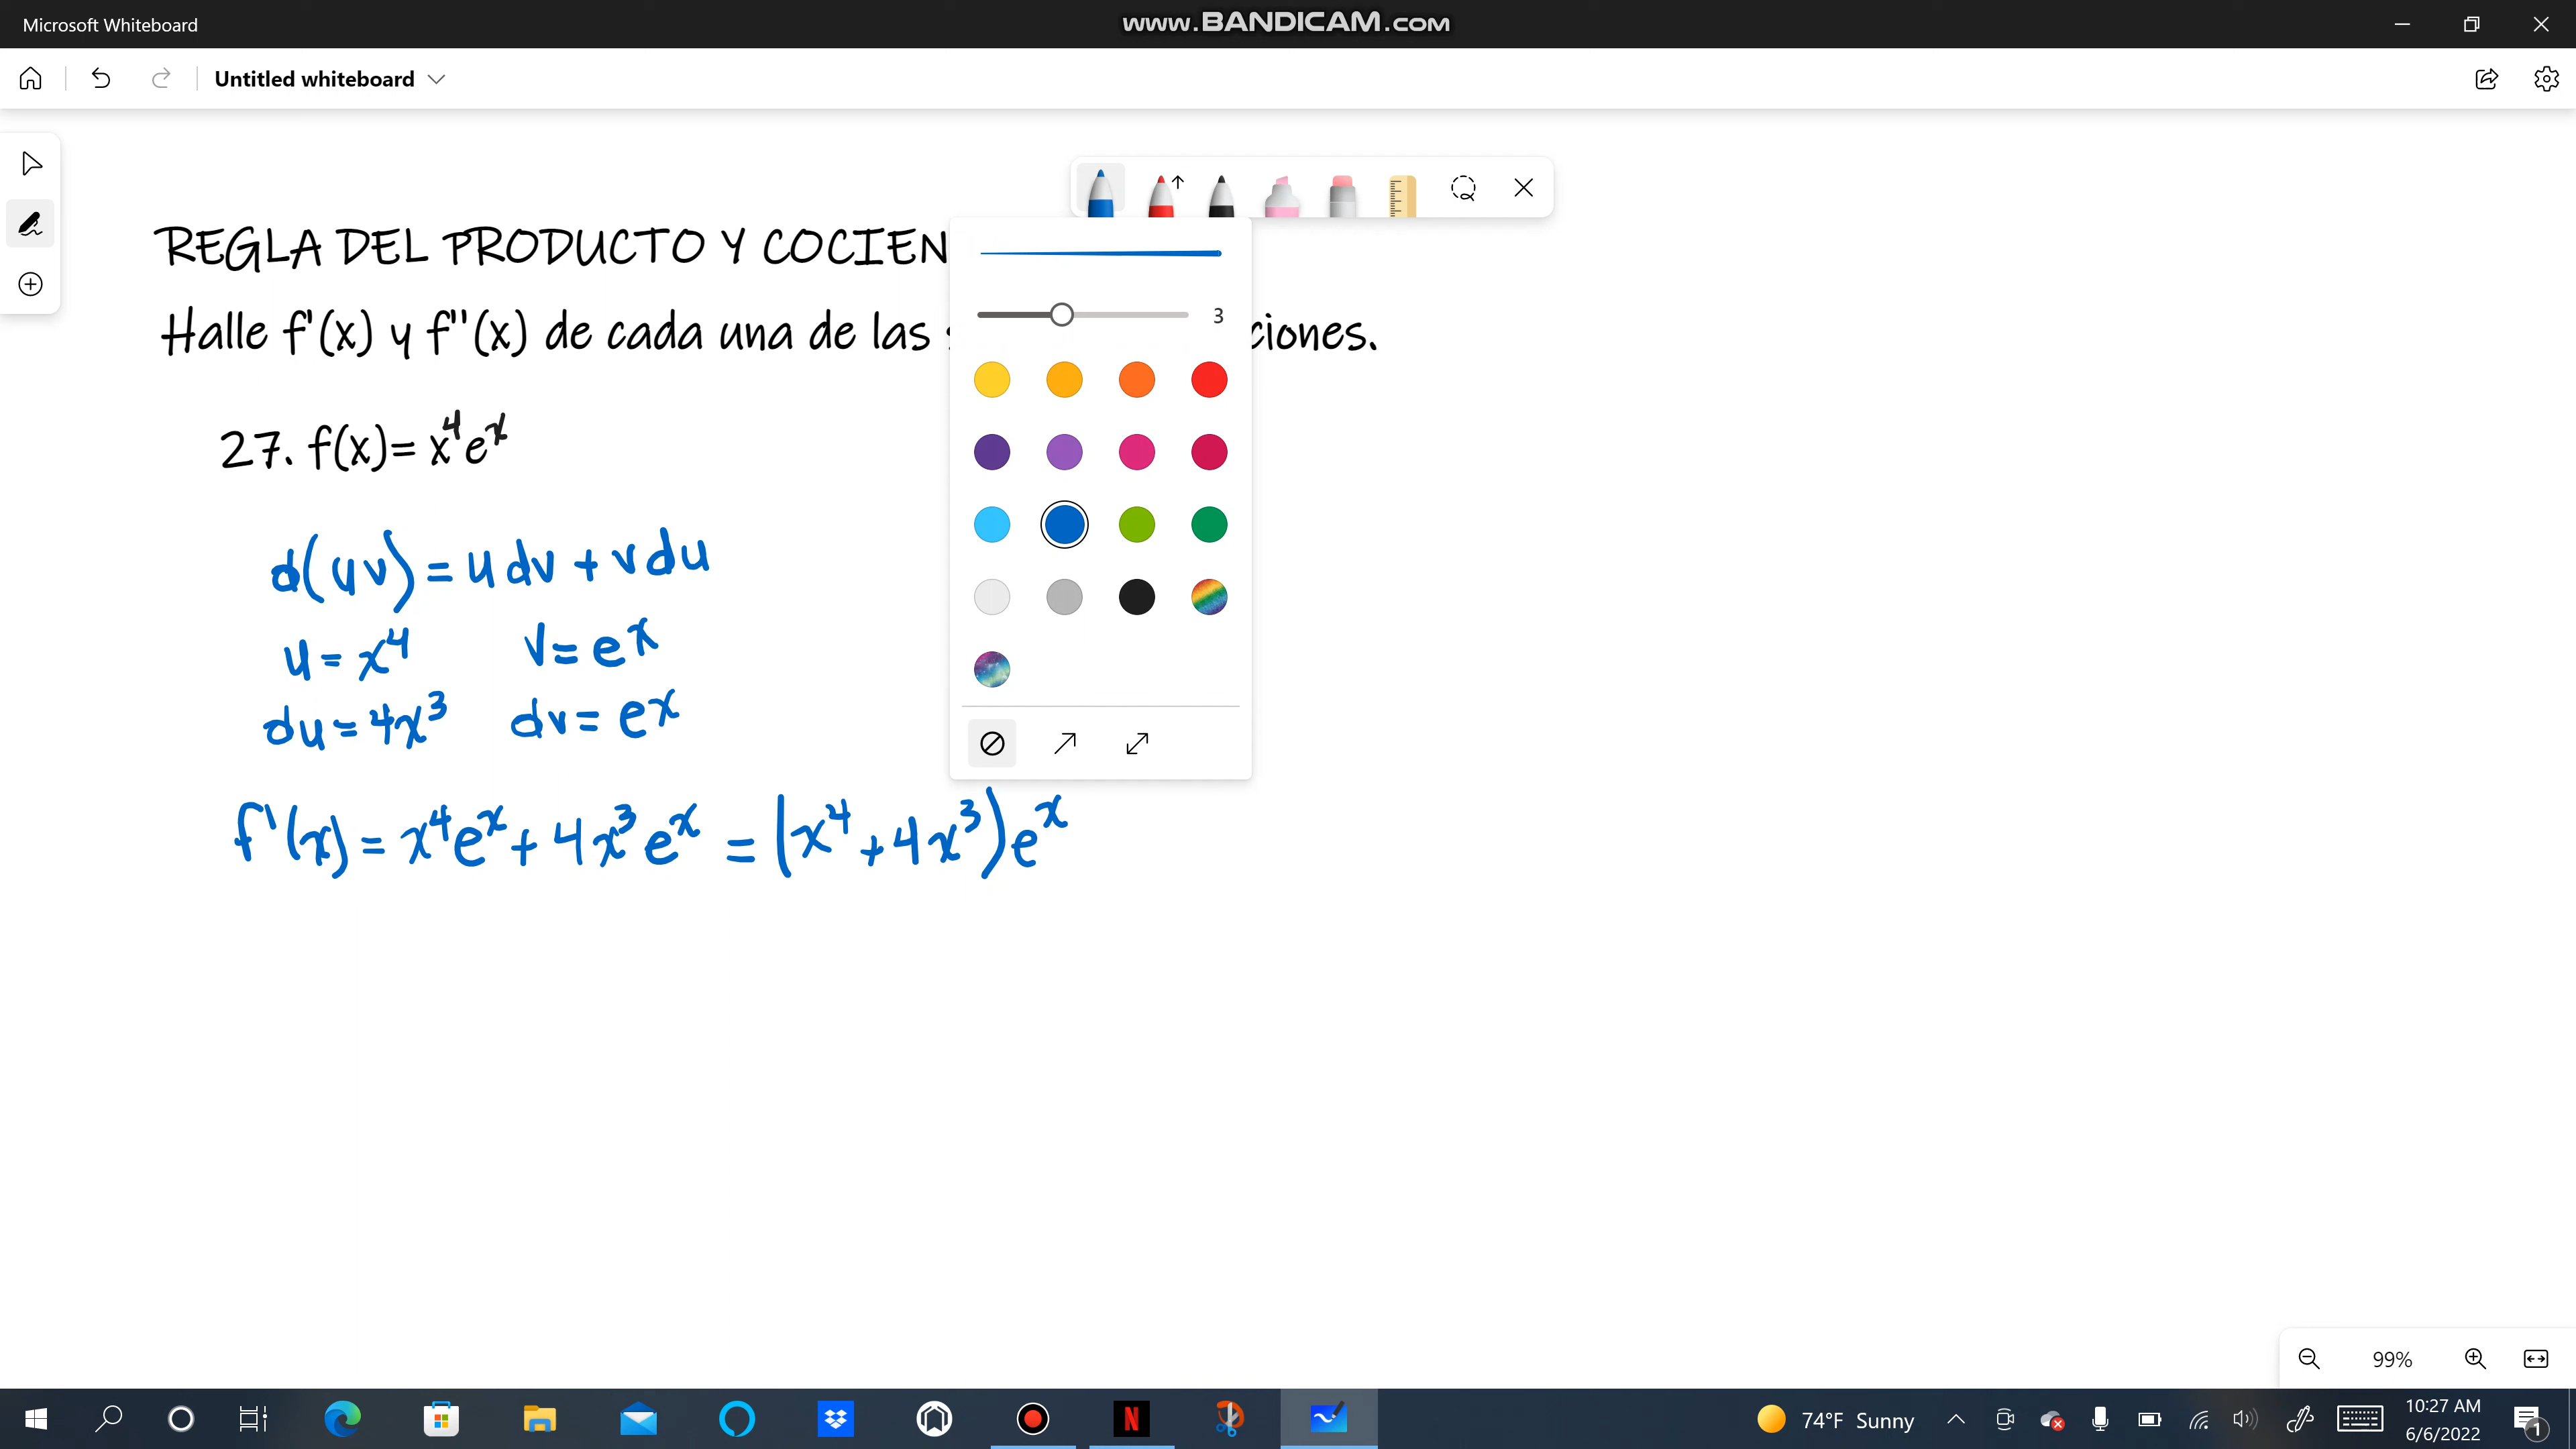 Microsoft Whiteboard
www.BANDICAM.com
Untitled whiteboard
REGLA DEL PRODUCTO Y COCIEN
Halle f'(x) y f''(x) de cada una de las ciones.
3
27. f(x)= x⁴eˣ
d(uv) = u dv + v du
u = x⁴ v = eˣ
du = 4x³ dv = eˣ
f'(x) = x⁴eˣ + 4x³eˣ = (x⁴ + 4x³)eˣ
99%
74°F Sunny
10:27 AM
6/6/2022
1